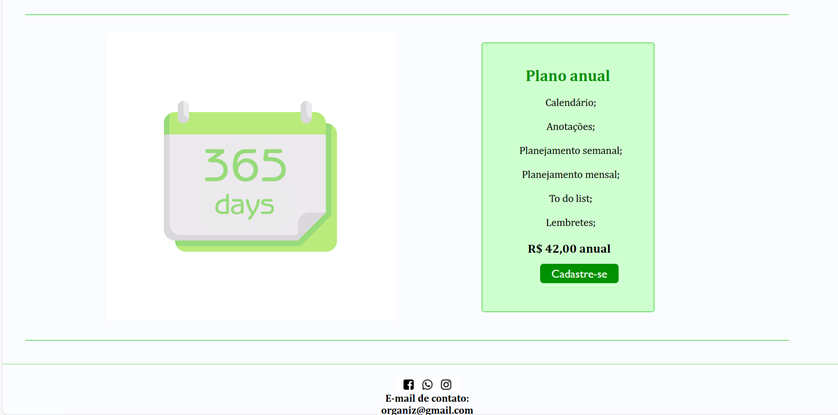 365
days
Plano anual
Calendário;
Anotações;
Planejamento semanal;
Planejamento mensal;
To do list;
Lembretes;
R$ 42,00 anual
Cadastre-se
E-mail de contato:
organiz@gmail.com